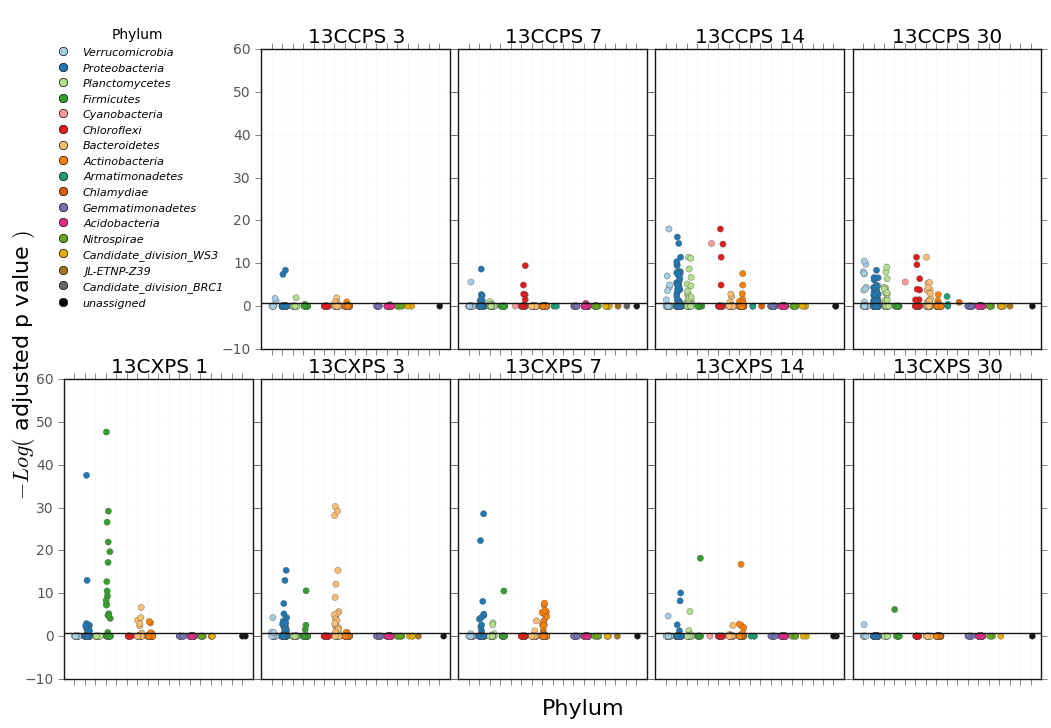 Phylum
Verrucomicrobia
Proteobacteria
Planctomycetes
Firmicutes
Cyanobacteria
Chloroflexi
Bacteroidetes
Actinobacteria
Armatimonadetes
Chlamydiae
Gemmatimonadetes
Acidobacteria
Nitrospirae
Candidate_division_WS3
JL-ETNP-Z39
Candidate_division_BRC1
unassigned
13CCPS 3
13CCPS 7
13CCPS 14
13CCPS 30
60
50
40
30
20
10
0
−10
13CXPS 1
13CXPS 3
13CXPS 7
13CXPS 14
13CXPS 30
60
50
40
30
20
10
0
−10
−Log( adjusted p value )
Phylum